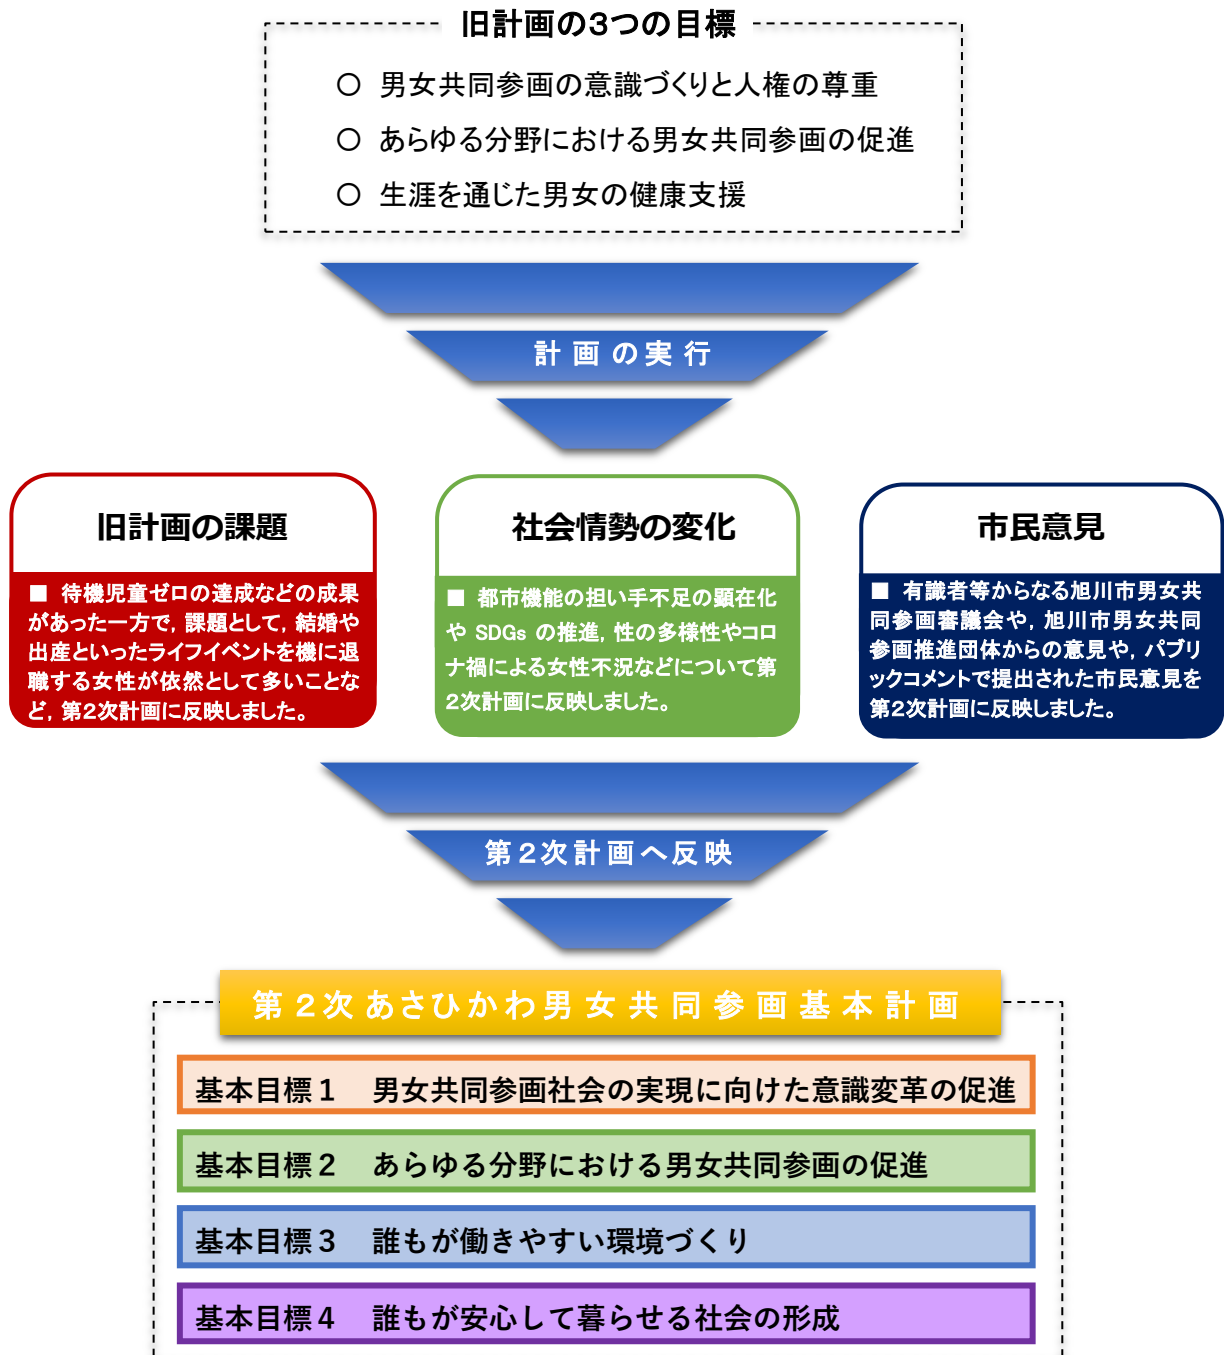 旧計画の3つの目標
○ 男女共同参画の意識づくりと人権の尊重
○ あらゆる分野における男女共同参画の促進
○ 生涯を通じた男女の健康支援
計画の実行
旧計画の課題
■ 待機児童ゼロの達成などの成果
があった一方で，課題として，結婚や
出産といったライフイベントを機に退
職する女性が依然として多いことな
ど，第2次計画に反映しました。
社会情勢の変化
■ 都市機能の担い手不足の顕在化
や SDGs の推進，性の多様性やコロ
ナ禍による女性不況などについて第
2次計画に反映しました。
市民意見
■ 有識者等からなる旭川市男女共
同参画審議会や，旭川市男女共同
参画推進団体からの意見や，パブリ
ックコメントで提出された市民意見を
第2次計画に反映しました。
第2次計画へ反映
第2次あさひかわ男女共同参画基本計画
基本目標１　男女共同参画社会の実現に向けた意識変革の促進
基本目標２　あらゆる分野における男女共同参画の促進
基本目標３　誰もが働きやすい環境づくり
基本目標４　誰もが安心して暮らせる社会の形成